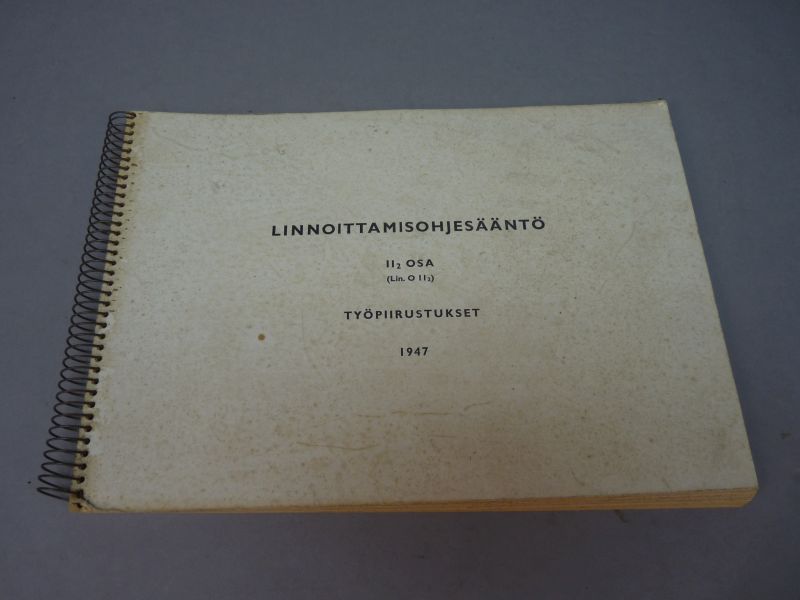 LINNOITTAMISOHJESÄÄNTÖ
II₂ OSA
(Lin. O II₂)
TYÖPIIRUSTUKSET
1947